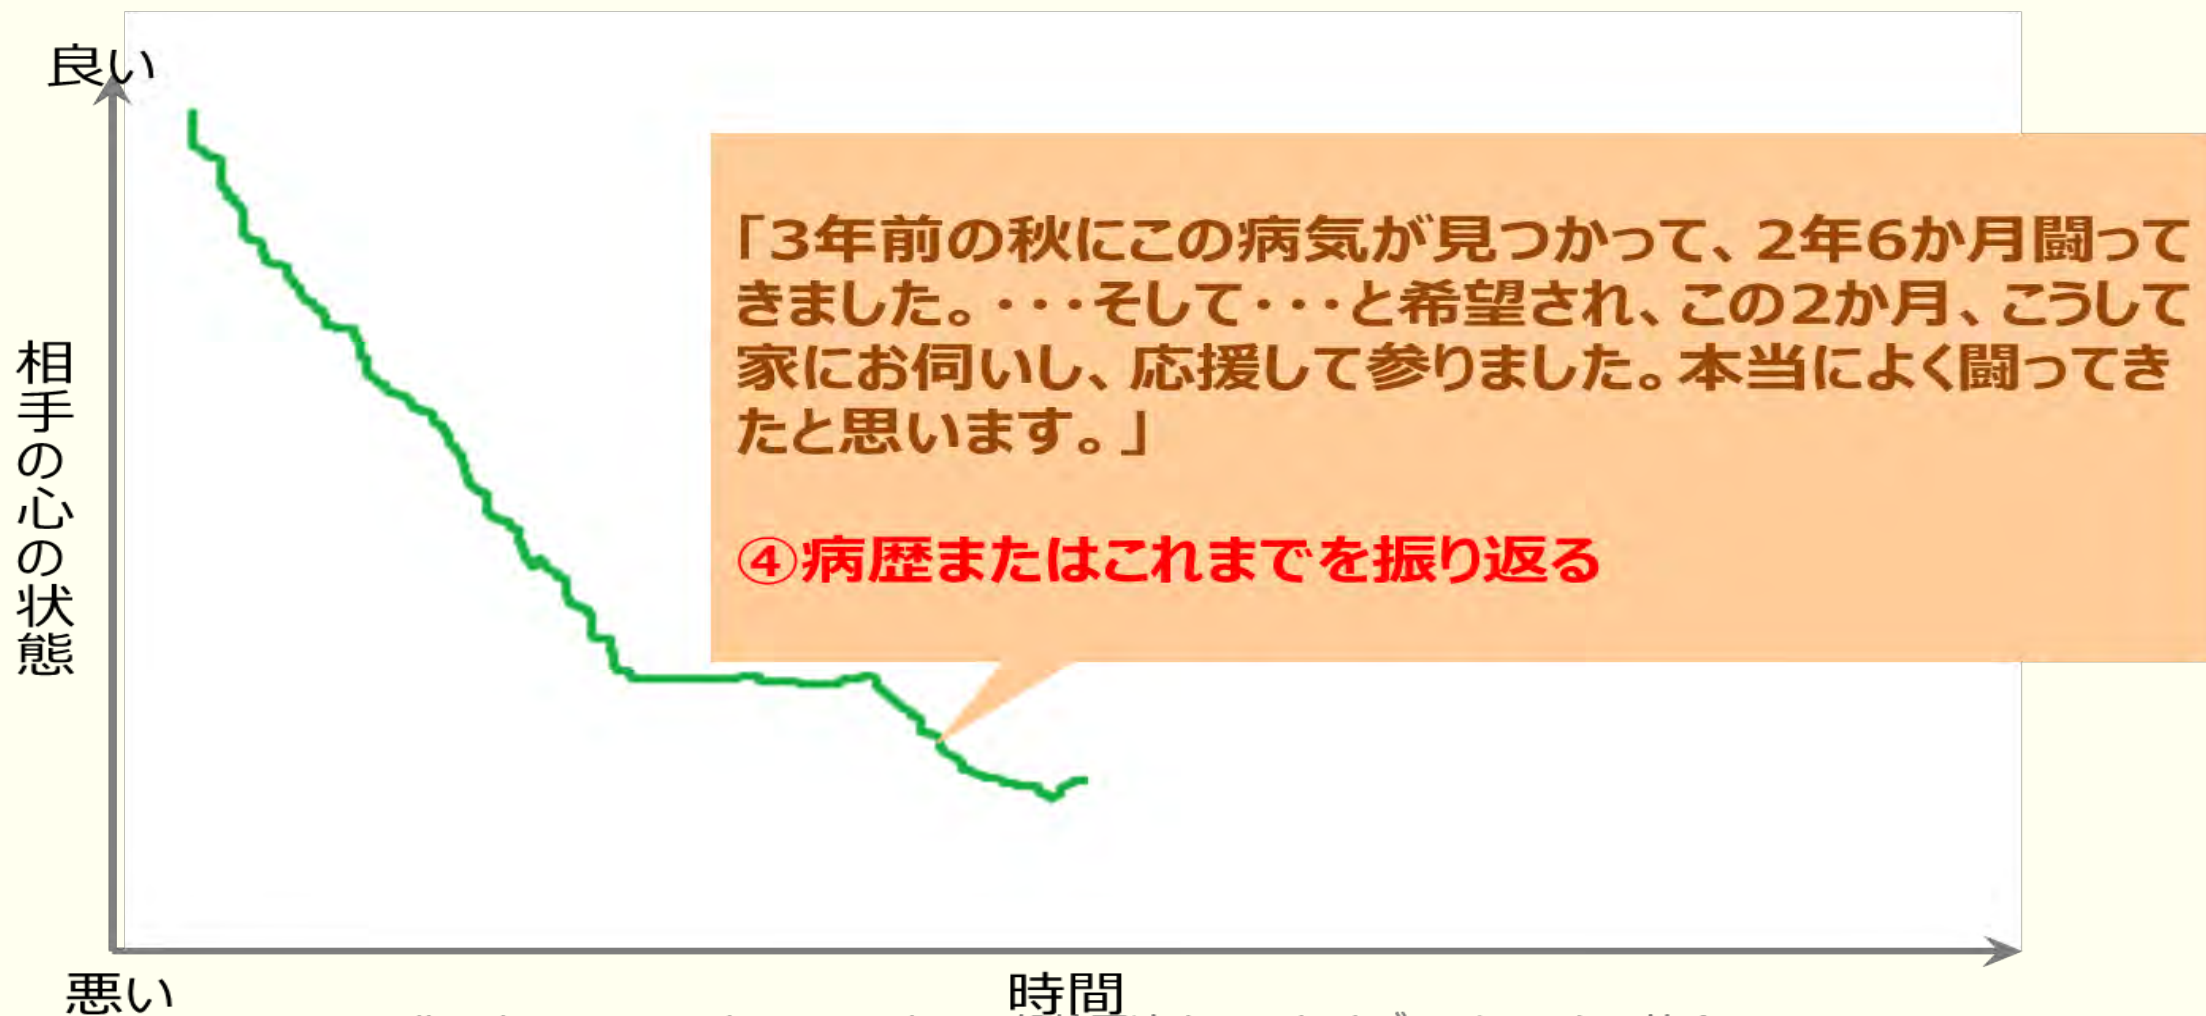 良い
「3年前の秋にこの病気が見つかって、2年6か月闘って
きました。・・・そして・・・と希望され、この2か月、こうして
家にお伺いし、応援して参りました。本当によく闘ってき
たと思います。」
④病歴またはこれまでを振り返る
相手の心の状態
悪い
時間